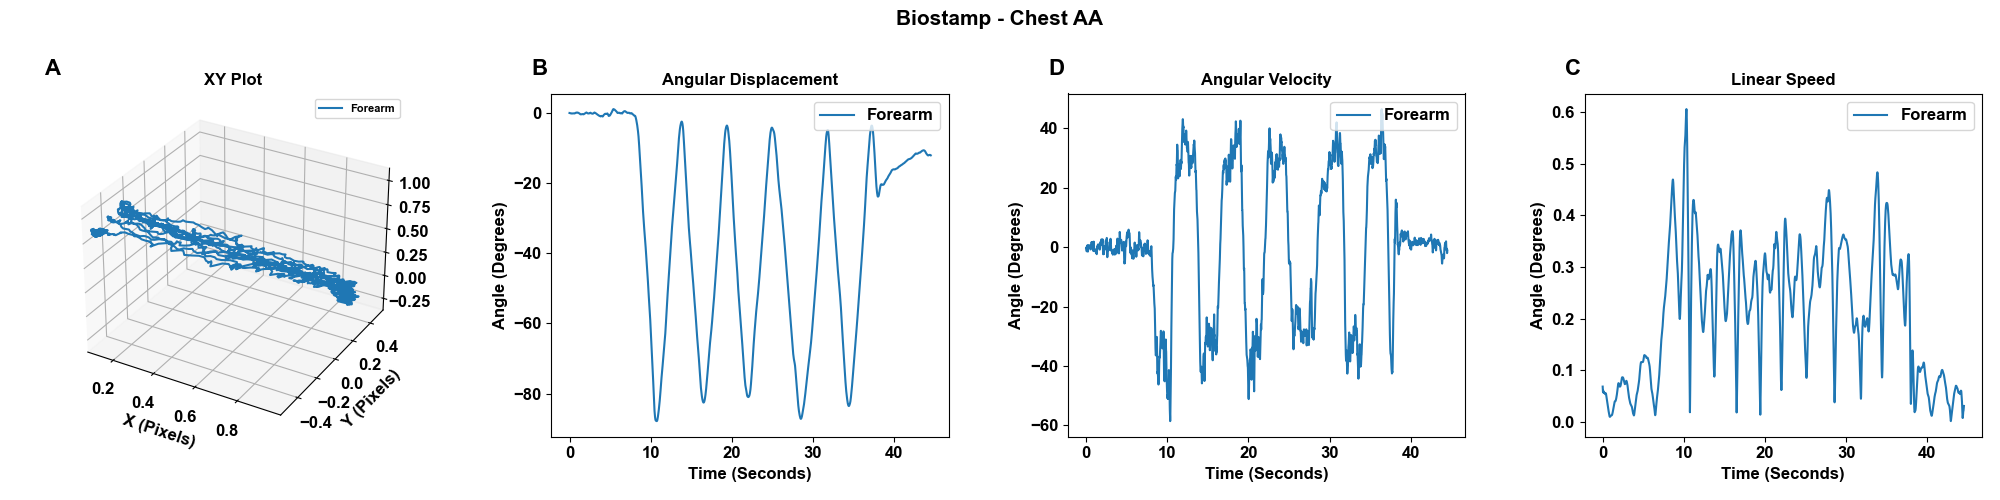 Biostamp - Chest AA
A
XY Plot
Forearm
1.00
0.75
0.50
0.25
0.00
−0.25
0.4
0.2
0.0
−0.2
−0.4
Y (Pixels)
0.2
0.4
0.6
0.8
X (Pixels)
B
Angular Displacement
Forearm
0
−20
−40
−60
−80
Angle (Degrees)
0 10 20 30 40
Time (Seconds)
D
Angular Velocity
Forearm
40
20
0
−20
−40
−60
Angle (Degrees)
0 10 20 30 40
Time (Seconds)
C
Linear Speed
Forearm
0.6
0.5
0.4
0.3
0.2
0.1
0.0
Angle (Degrees)
0 10 20 30 40
Time (Seconds)